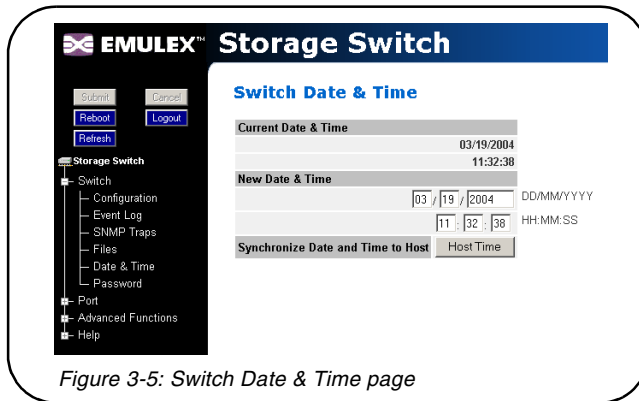 EMULEX™ Storage Switch
Submit Cancel
Reboot Logout
Refresh
Storage Switch
Switch
Configuration
Event Log
SNMP Traps
Files
Date & Time
Password
Port
Advanced Functions
Help
Switch Date & Time
Current Date & Time
03/19/2004
11:32:38
New Date & Time
03 / 19 / 2004 DD/MM/YYYY
11 : 32 : 38 HH:MM:SS
Synchronize Date and Time to Host Host Time
Figure 3-5: Switch Date & Time page